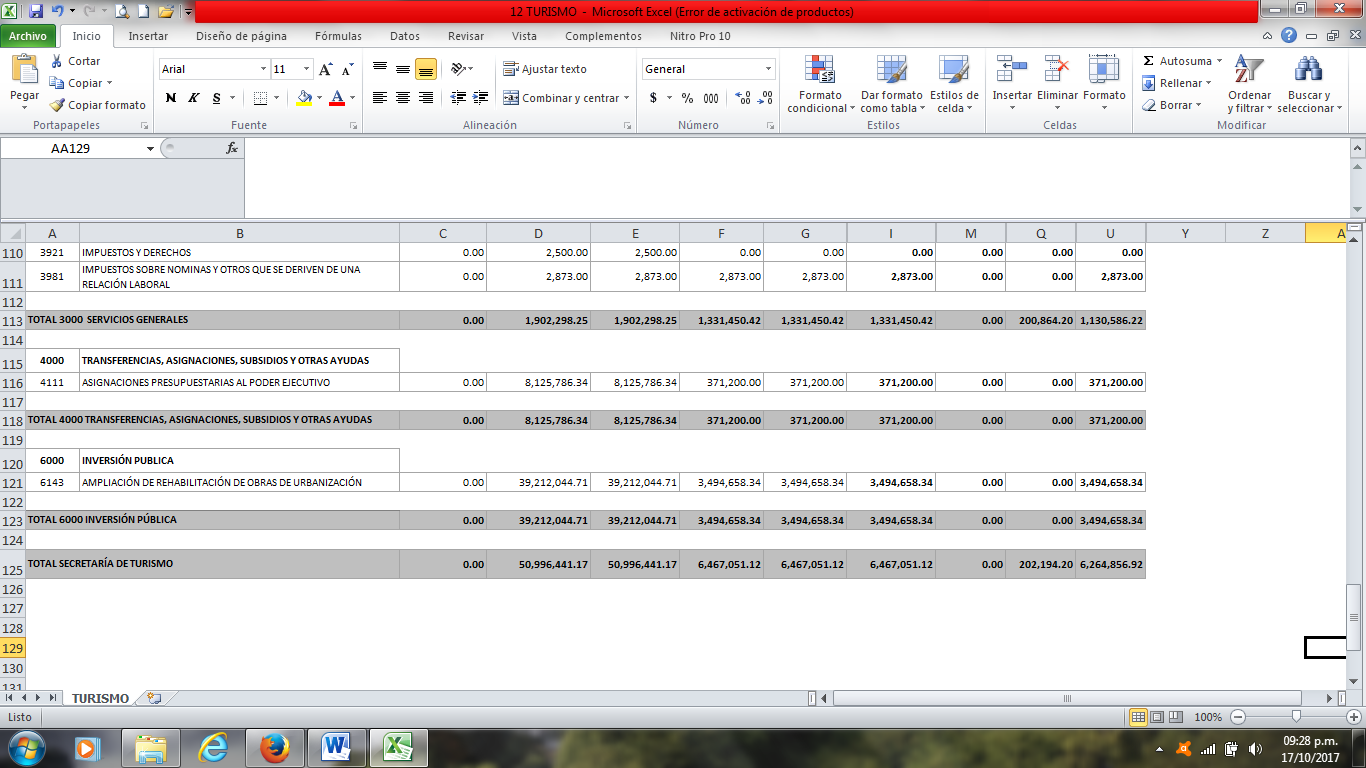 12 TURISMO - Microsoft Excel (Error de activación de productos)
Archivo Inicio Insertar Diseño de página Fórmulas Datos Revisar Vista Complementos Nitro Pro 10
Pegar
Cortar
Copiar
Copiar formato
Portapapeles
Arial 11
N K S
Fuente
Ajustar texto
Combinar y centrar
Alineación
General
$ % 000
Número
Formato condicional
Dar formato como tabla
Estilos de celda
Estilos
Insertar Eliminar Formato
Celdas
Σ Autosuma
Rellenar
Borrar
Ordenar y filtrar
Buscar y seleccionar
Modificar
AA129 fx
A B C D E F G I M Q U Y Z A
110 3921 IMPUESTOS Y DERECHOS 0.00 2,500.00 2,500.00 0.00 0.00 0.00 0.00 0.00 0.00
111 3981 IMPUESTOS SOBRE NOMINAS Y OTROS QUE SE DERIVEN DE UNA RELACIÓN LABORAL 0.00 2,873.00 2,873.00 2,873.00 2,873.00 2,873.00 0.00 0.00 2,873.00
112
113 TOTAL 3000 SERVICIOS GENERALES 0.00 1,902,298.25 1,902,298.25 1,331,450.42 1,331,450.42 1,331,450.42 0.00 200,864.20 1,130,586.22
114
115 4000 TRANSFERENCIAS, ASIGNACIONES, SUBSIDIOS Y OTRAS AYUDAS
116 4111 ASIGNACIONES PRESUPUESTARIAS AL PODER EJECUTIVO 0.00 8,125,786.34 8,125,786.34 371,200.00 371,200.00 371,200.00 0.00 0.00 371,200.00
117
118 TOTAL 4000 TRANSFERENCIAS, ASIGNACIONES, SUBSIDIOS Y OTRAS AYUDAS 0.00 8,125,786.34 8,125,786.34 371,200.00 371,200.00 371,200.00 0.00 0.00 371,200.00
119
120 6000 INVERSIÓN PUBLICA
121 6143 AMPLIACIÓN DE REHABILITACIÓN DE OBRAS DE URBANIZACIÓN 0.00 39,212,044.71 39,212,044.71 3,494,658.34 3,494,658.34 3,494,658.34 0.00 0.00 3,494,658.34
122
123 TOTAL 6000 INVERSIÓN PÚBLICA 0.00 39,212,044.71 39,212,044.71 3,494,658.34 3,494,658.34 3,494,658.34 0.00 0.00 3,494,658.34
124
125 TOTAL SECRETARÍA DE TURISMO 0.00 50,996,441.17 50,996,441.17 6,467,051.12 6,467,051.12 6,467,051.12 0.00 202,194.20 6,264,856.92
126
127
128
129
130
131
TURISMO
Listo 100%
09:28 p.m.
17/10/2017